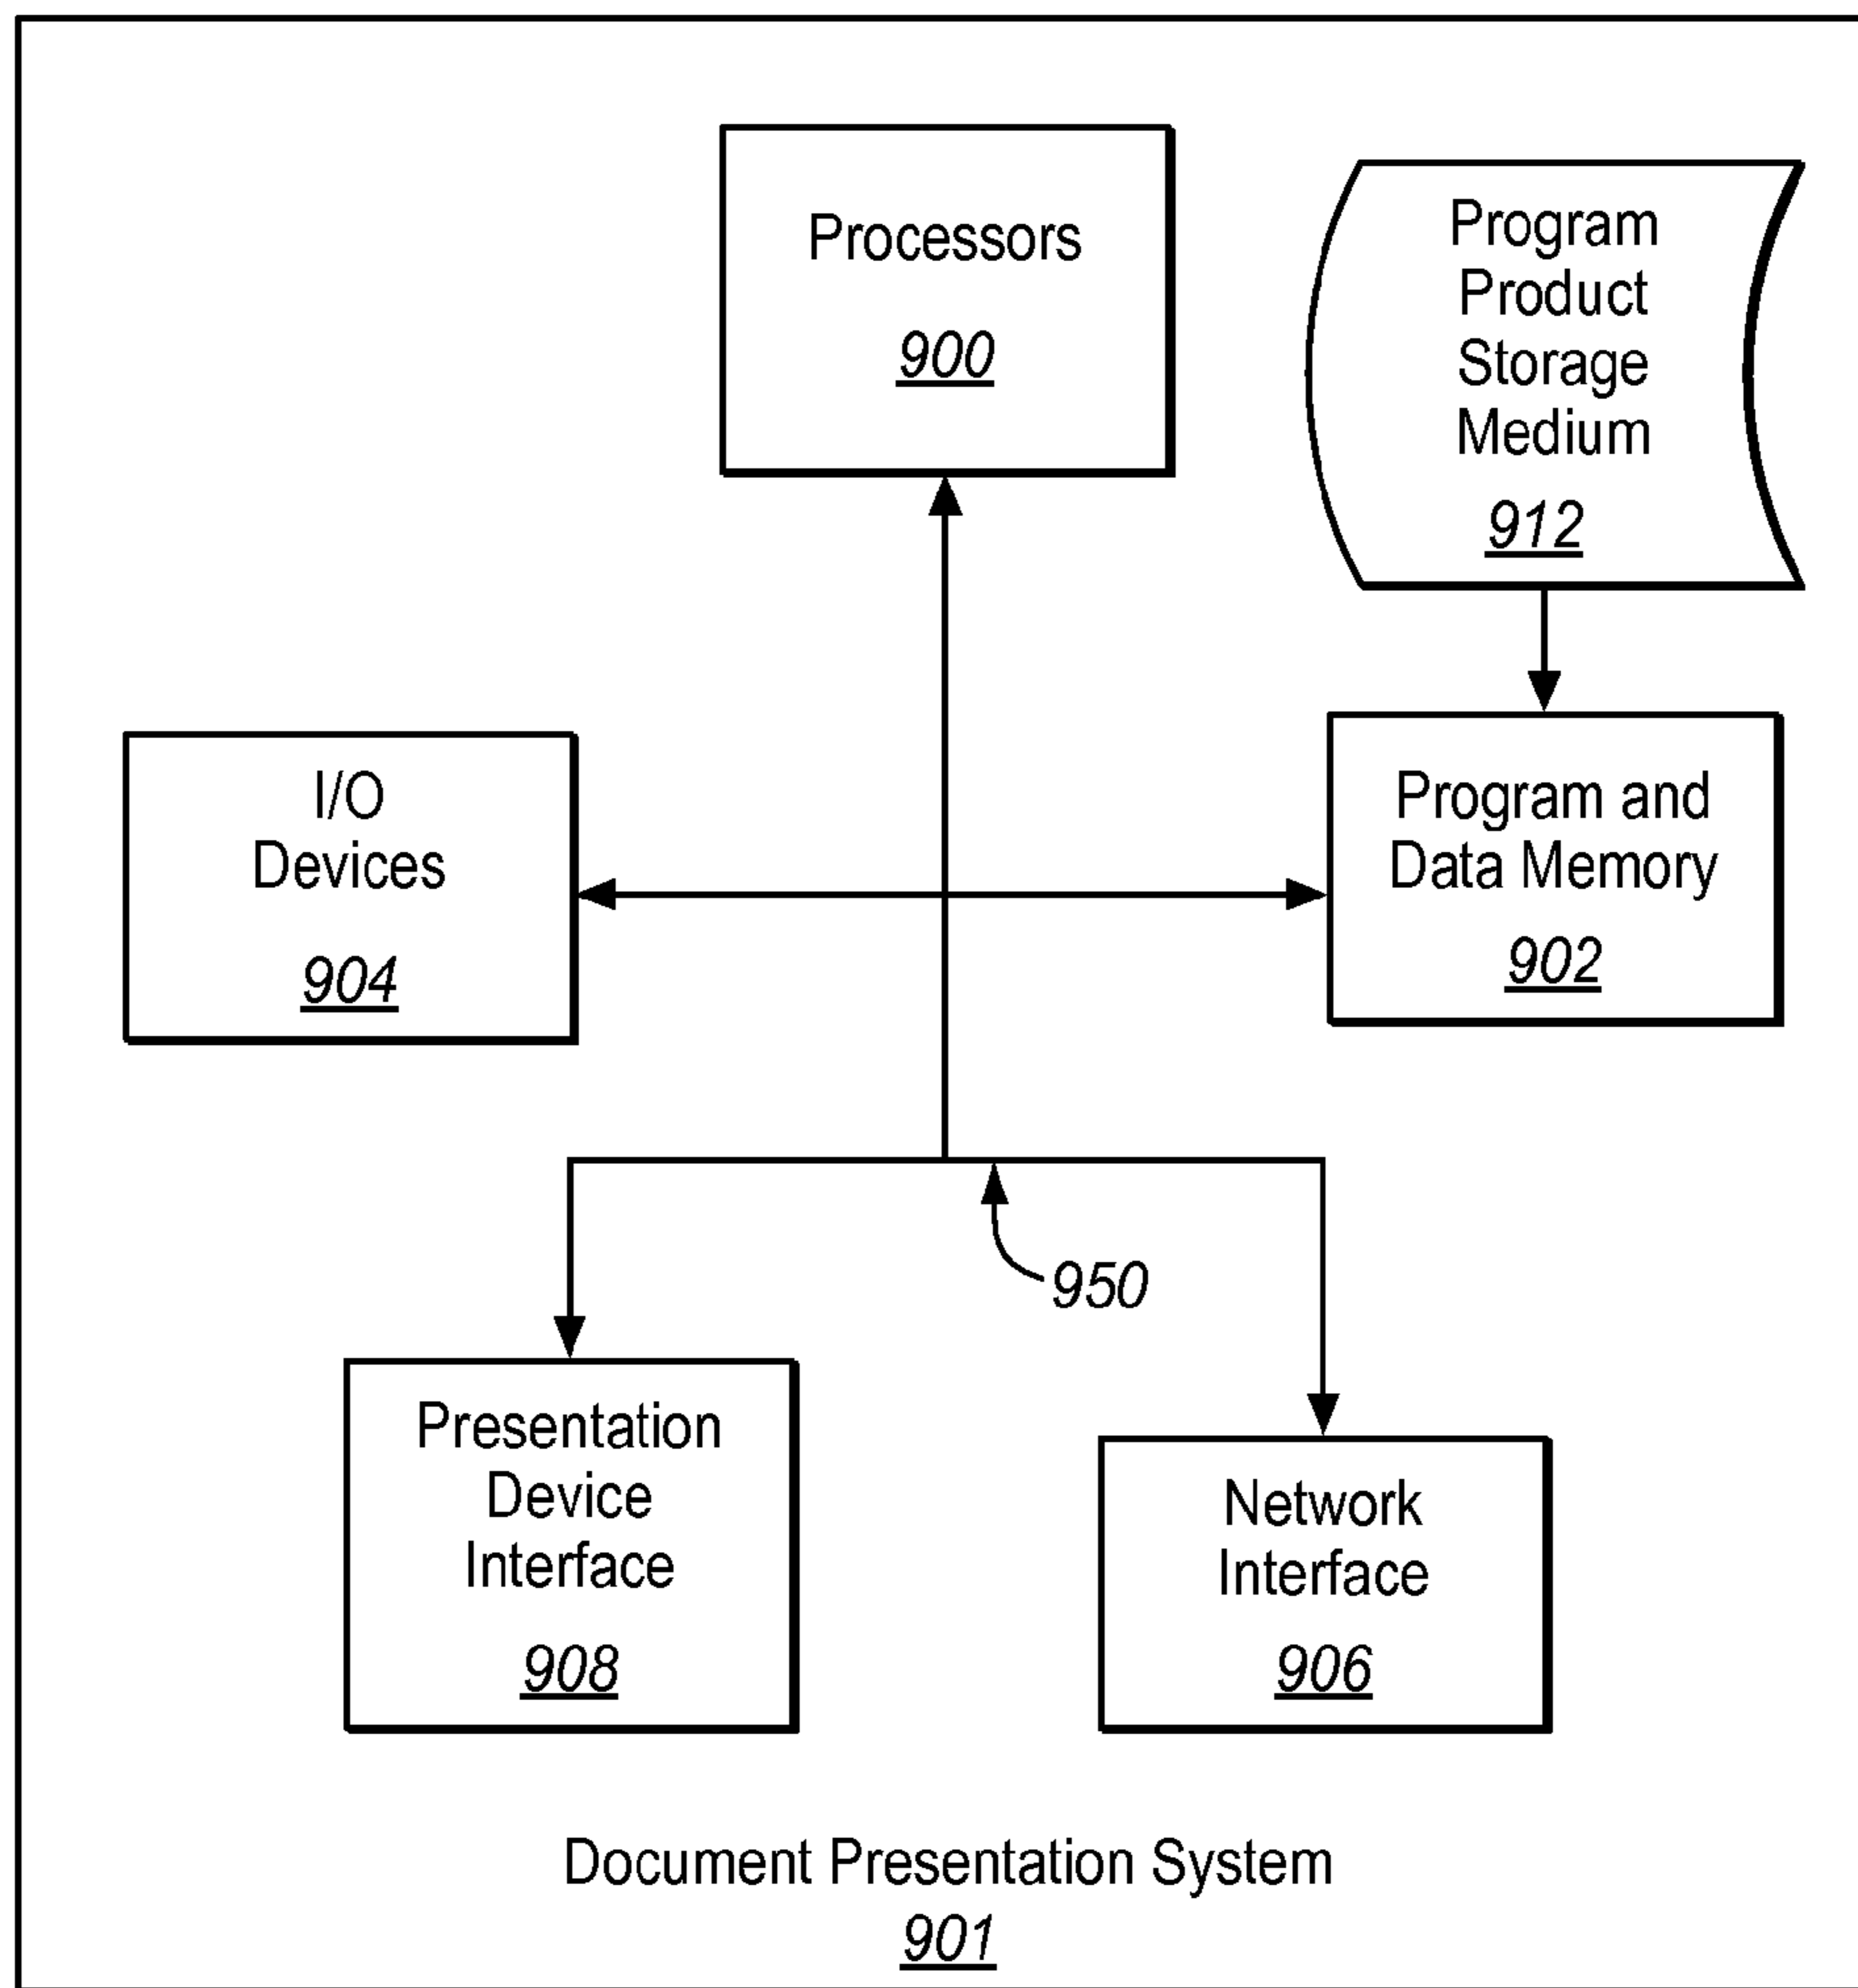 Processors
900
Program
Product
Storage
Medium
912
I/O
Devices
904
Program and
Data Memory
902
950
Presentation
Device
Interface
908
Network
Interface
906
Document Presentation System
901